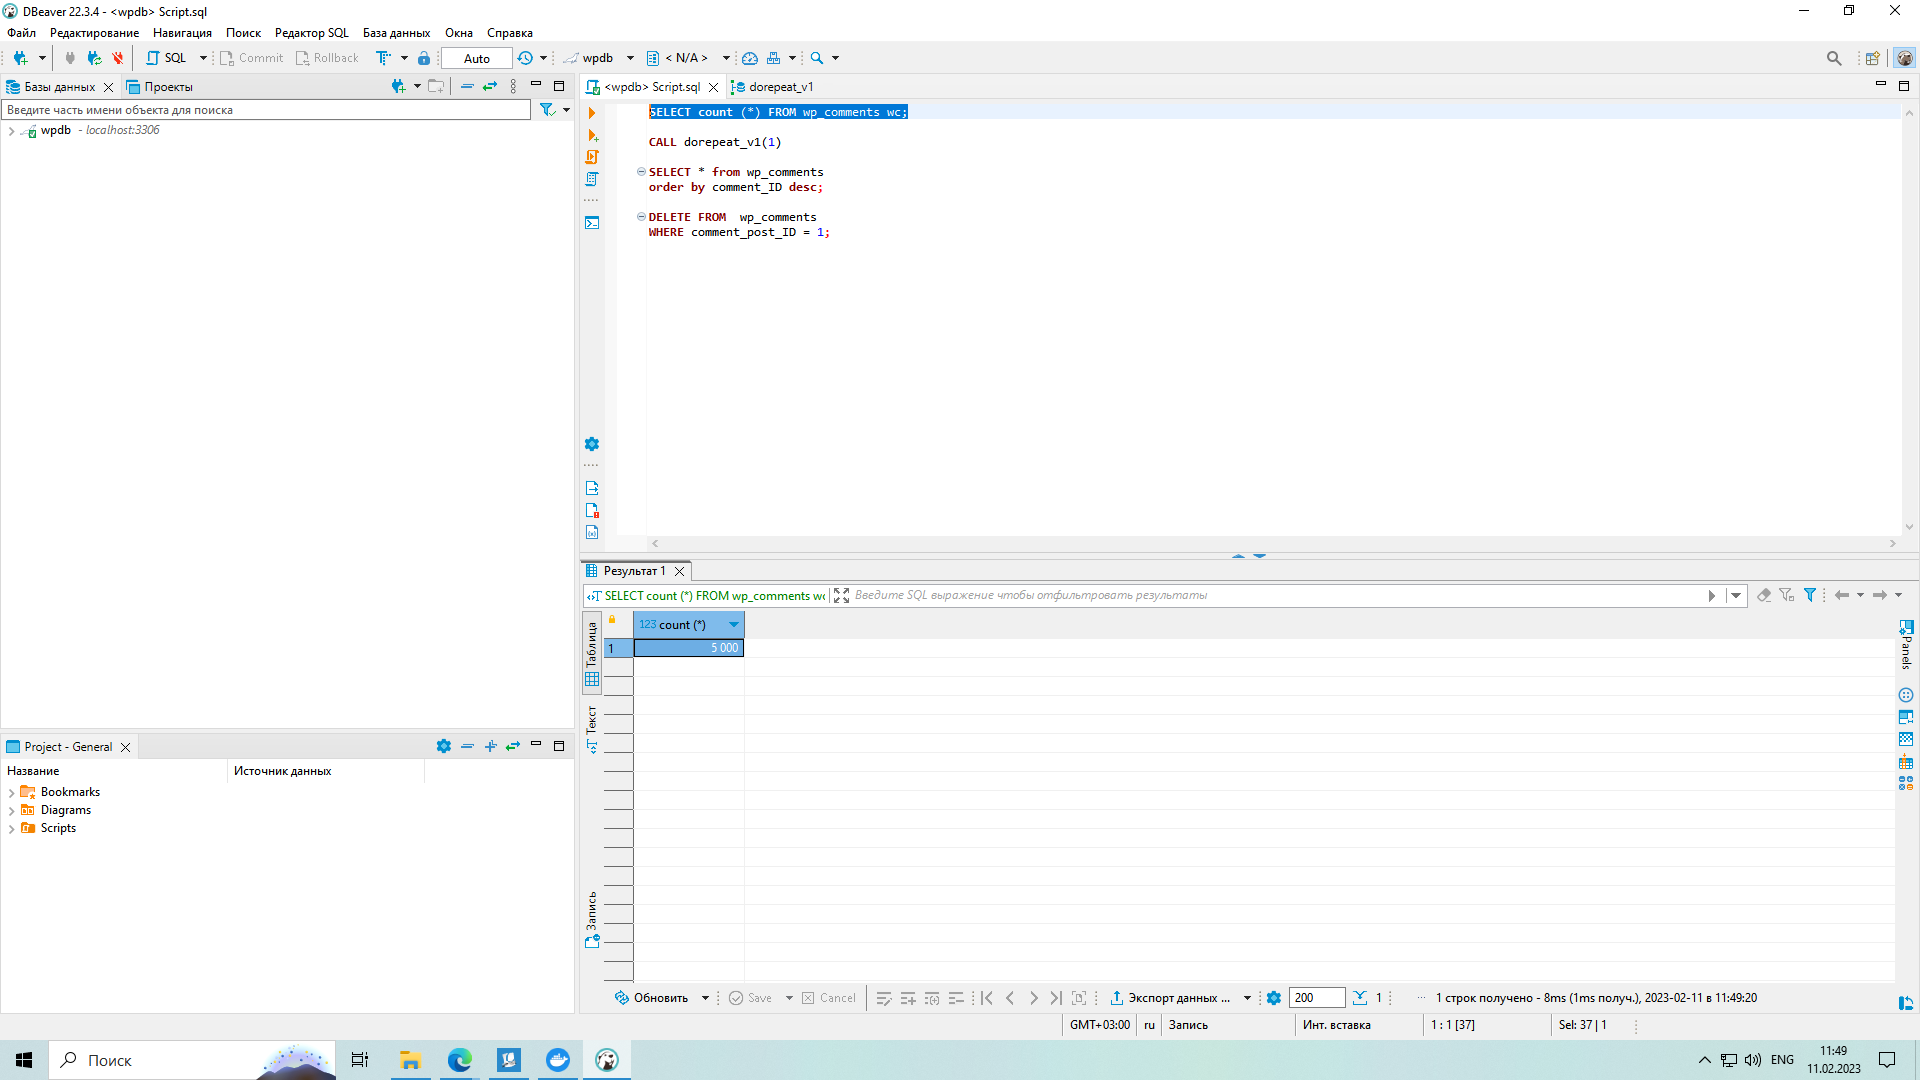 DBeaver 22.3.4 - <wpdb> Script.sql
Файл Редактирование Навигация Поиск Редактор SQL База данных Окна Справка
SQL Commit Rollback Auto wpdb < N/A >
Базы данных Проекты
Введите часть имени объекта для поиска
wpdb - localhost:3306
<wpdb> Script.sql dorepeat_v1
SELECT count (*) FROM wp_comments wc;
CALL dorepeat_v1(1)
SELECT * from wp_comments
order by comment_ID desc;
DELETE FROM wp_comments
WHERE comment_post_ID = 1;
Результат 1
SELECT count (*) FROM wp_comments wc Введите SQL выражение чтобы отфильтровать результаты
Таблица
Текст
Запись
123 count (*)
1 5 000
Panels
Обновить Save Cancel Экспорт данных ... 200 1 ... 1 строк получено - 8ms (1ms получ.), 2023-02-11 в 11:49:20
Project - General
Название Источник данных
Bookmarks
Diagrams
Scripts
GMT+03:00 ru Запись Инт. вставка 1 : 1 [37] Sel: 37 | 1
Поиск
ENG
11:49
11.02.2023